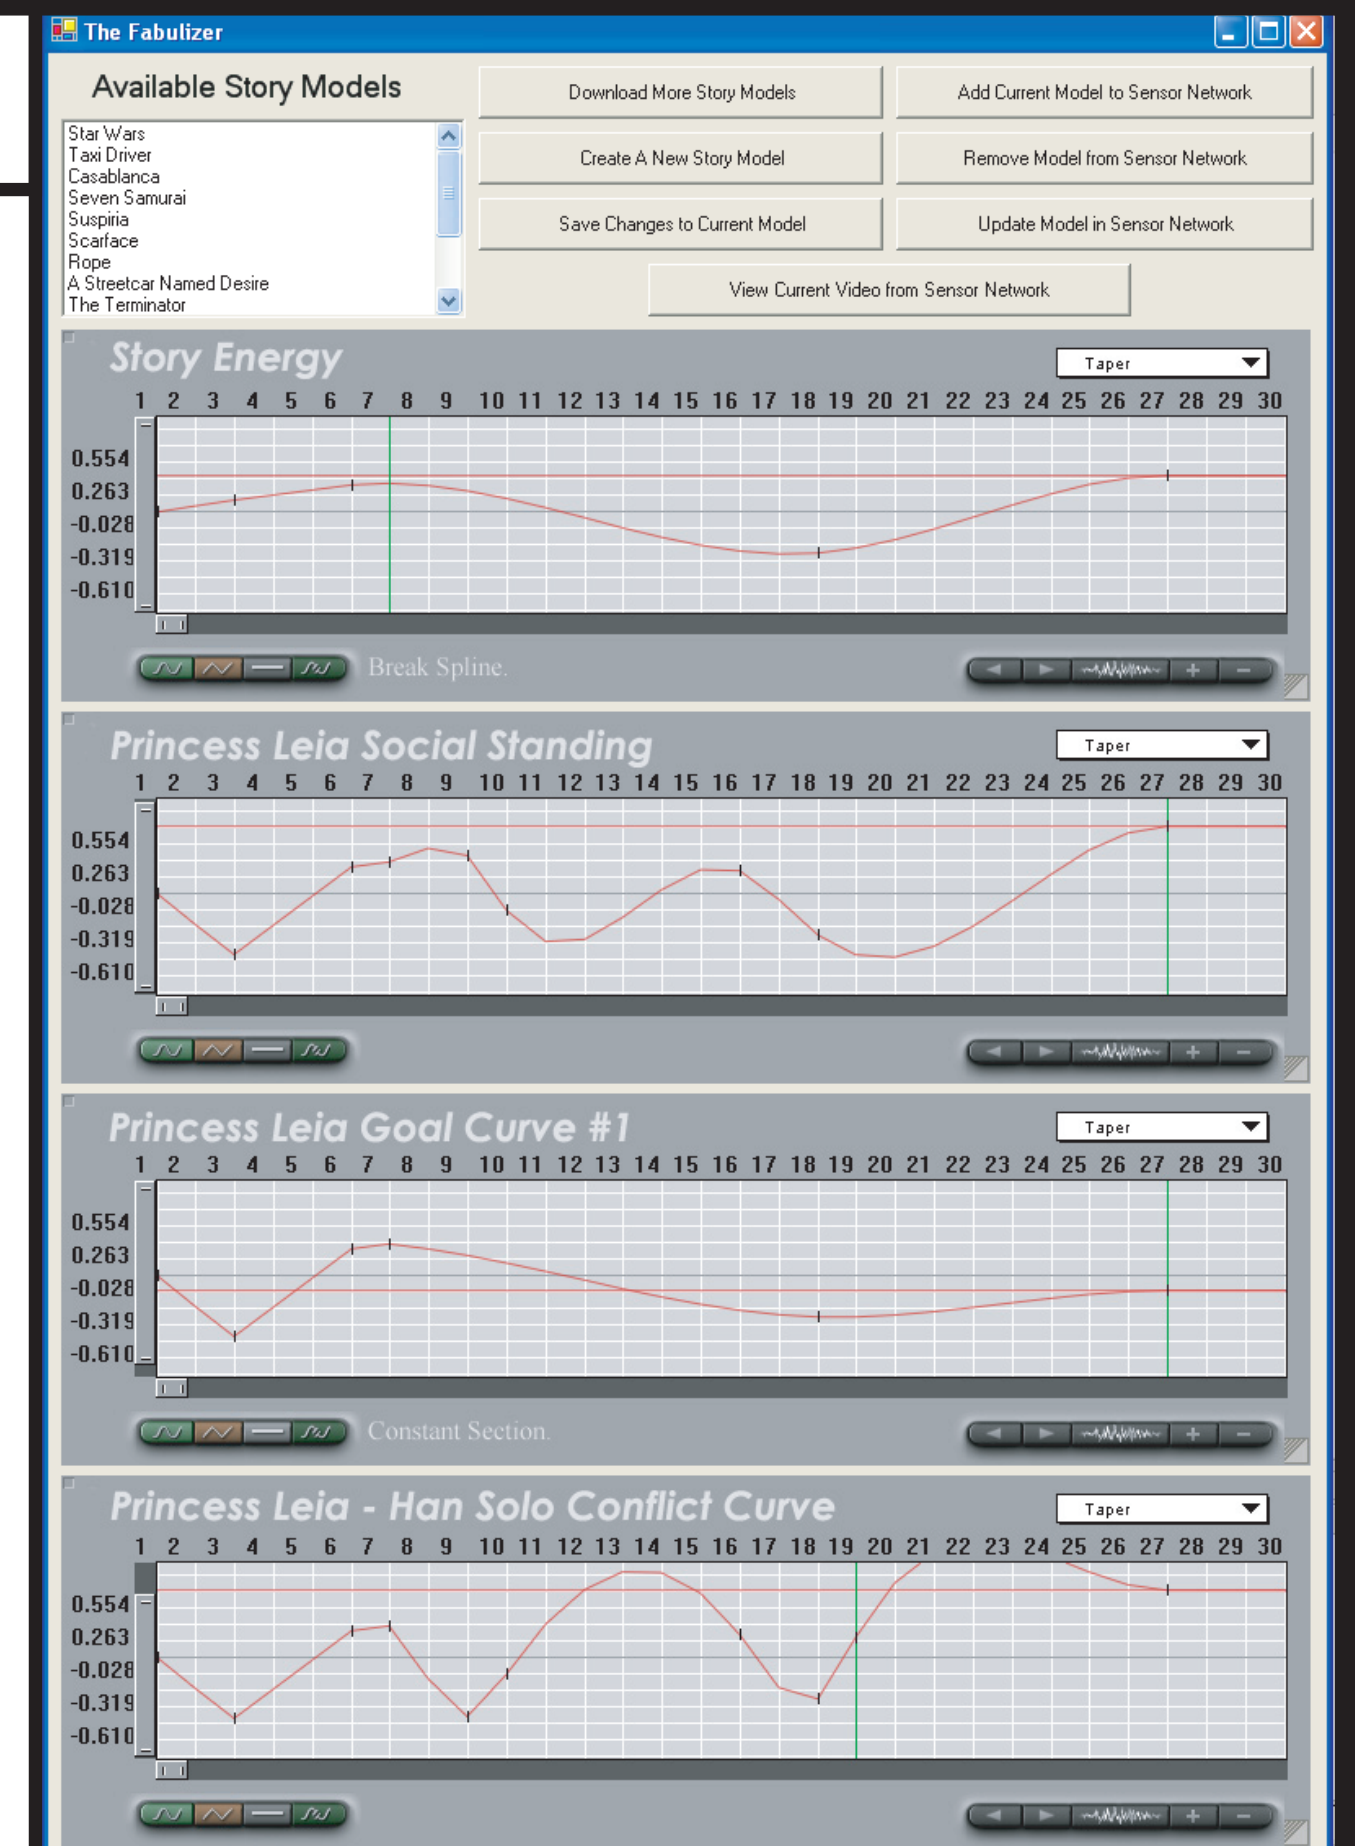 The Fabulizer
Available Story Models
Star Wars
Taxi Driver
Casablanca
Seven Samurai
Suspiria
Scarface
Rope
A Streetcar Named Desire
The Terminator
Download More Story Models
Add Current Model to Sensor Network
Create A New Story Model
Remove Model from Sensor Network
Save Changes to Current Model
Update Model in Sensor Network
View Current Video from Sensor Network
Story Energy
Taper
1 2 3 4 5 6 7 8 9 10 11 12 13 14 15 16 17 18 19 20 21 22 23 24 25 26 27 28 29 30
0.554
0.263
-0.028
-0.319
-0.610
Break Spline.
Princess Leia Social Standing
Taper
1 2 3 4 5 6 7 8 9 10 11 12 13 14 15 16 17 18 19 20 21 22 23 24 25 26 27 28 29 30
0.554
0.263
-0.028
-0.319
-0.610
Princess Leia Goal Curve #1
Taper
1 2 3 4 5 6 7 8 9 10 11 12 13 14 15 16 17 18 19 20 21 22 23 24 25 26 27 28 29 30
0.554
0.263
-0.028
-0.319
-0.610
Constant Section.
Princess Leia - Han Solo Conflict Curve
Taper
1 2 3 4 5 6 7 8 9 10 11 12 13 14 15 16 17 18 19 20 21 22 23 24 25 26 27 28 29 30
0.554
0.263
-0.028
-0.319
-0.610